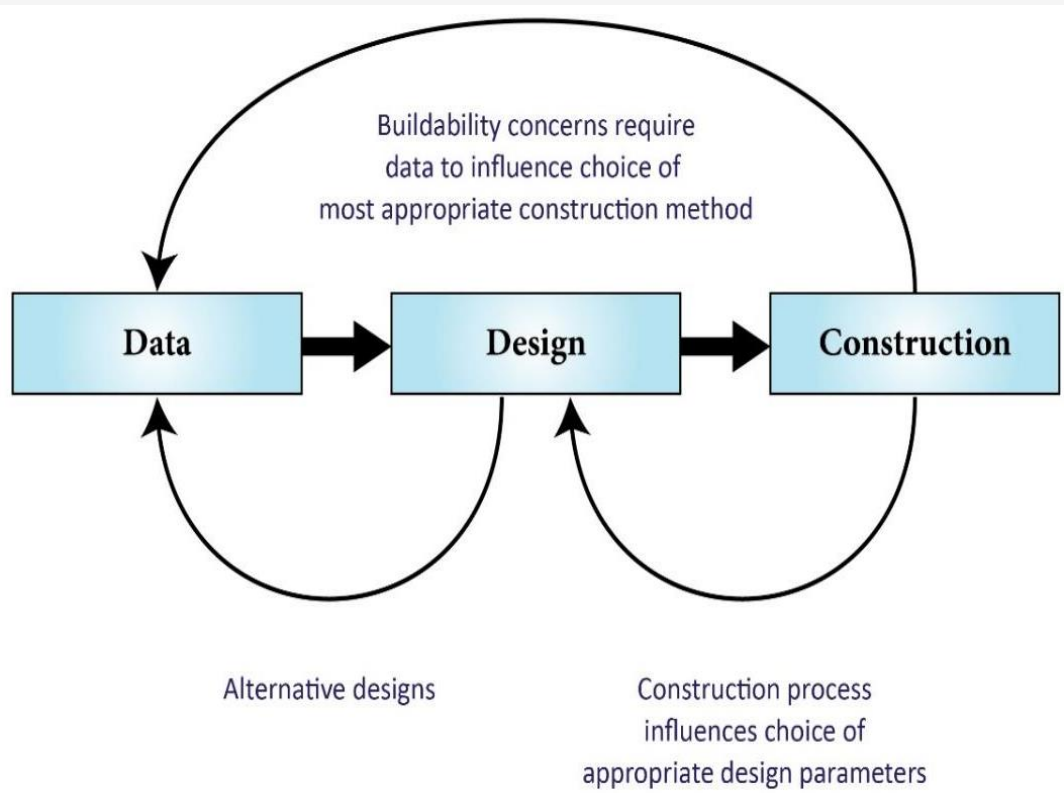 Buildability concerns require
data to influence choice of
most appropriate construction method
Data
Design
Construction
Alternative designs
Construction process
influences choice of
appropriate design parameters